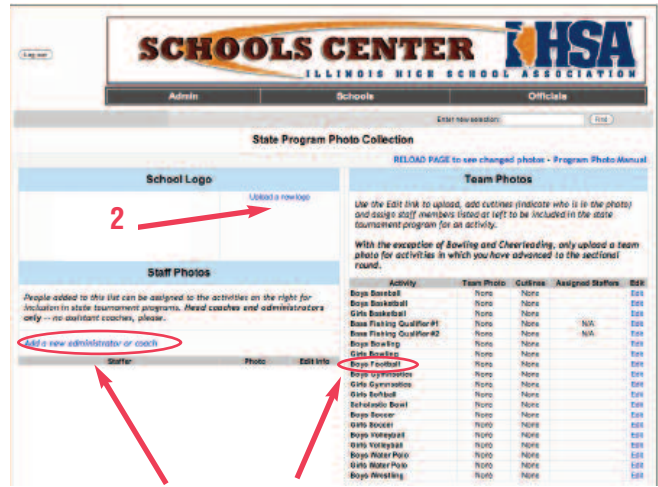 Log out
SCHOOLS CENTER
IHSA
ILLINOIS HIGH SCHOOL ASSOCIATION
Admin Schools Officials
Enter new selection: Find
State Program Photo Collection
RELOAD PAGE to see changed photos - Program Photo Manual
School Logo
Upload a new logo
2
Staff Photos
People added to this list can be assigned to the activities on the right for
inclusion in state tournament programs. Head coaches and administrators
only -- no assistant coaches, please.
Add a new administrator or coach
Staffer Photo Edit Info
Team Photos
Use the Edit link to upload, add cutlines (indicate who is in the photo)
and assign staff members listed at left to be included in the state
tournament program for an activity.
With the exception of Bowling and Cheerleading, only upload a team
photo for activities in which you have advanced to the sectional
round.
Activity Team Photo Cutlines Assigned Staffers Edit
Boys Baseball None None Edit
Boys Basketball None None Edit
Girls Basketball None None Edit
Bass Fishing Qualifier #1 None None N/A Edit
Bass Fishing Qualifier #2 None None N/A Edit
Boys Bowling None None Edit
Girls Bowling None None Edit
Boys Football None None Edit
Boys Gymnastics None None Edit
Girls Gymnastics None None Edit
Girls Softball None None Edit
Scholastic Bowl None None Edit
Boys Soccer None None Edit
Girls Soccer None None Edit
Boys Volleyball None None Edit
Girls Volleyball None None Edit
Boys Water Polo None None Edit
Girls Water Polo None None Edit
Boys Wrestling None None Edit